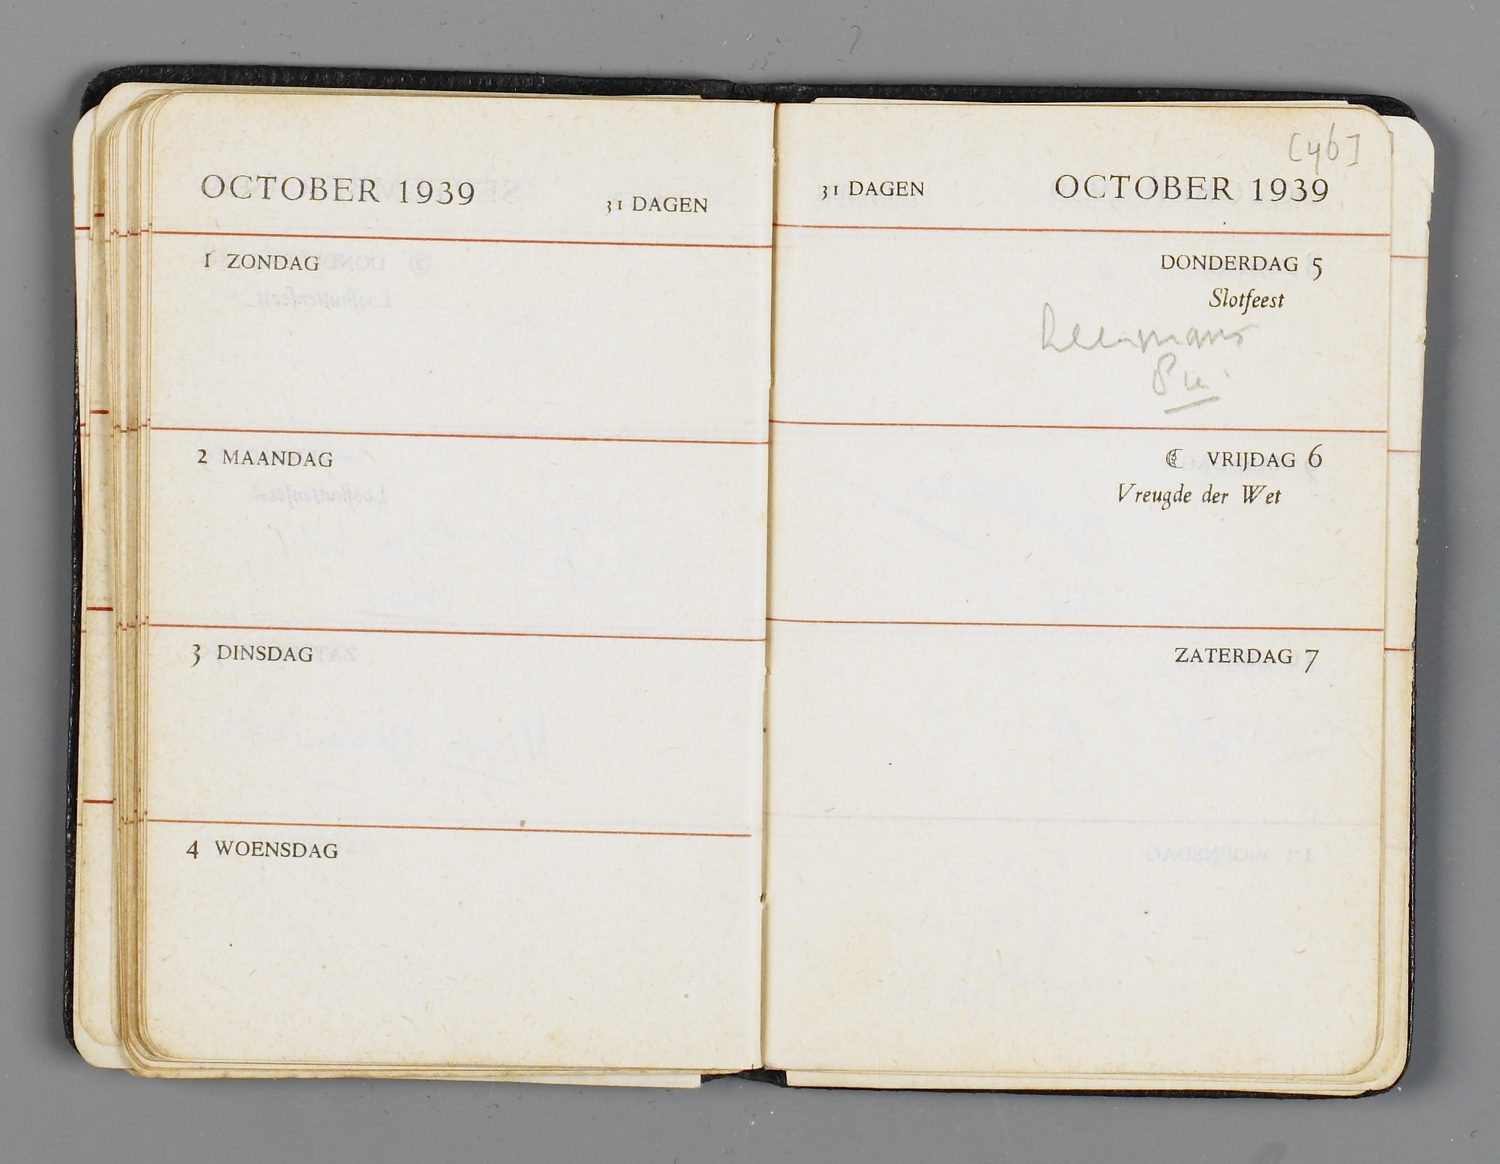 OCTOBER 1939
31 DAGEN
1 ZONDAG
2 MAANDAG
3 DINSDAG
4 WOENSDAG
[46]
31 DAGEN
OCTOBER 1939
DONDERDAG 5
Slotfeest
VRIJDAG 6
Vreugde der Wet
ZATERDAG 7